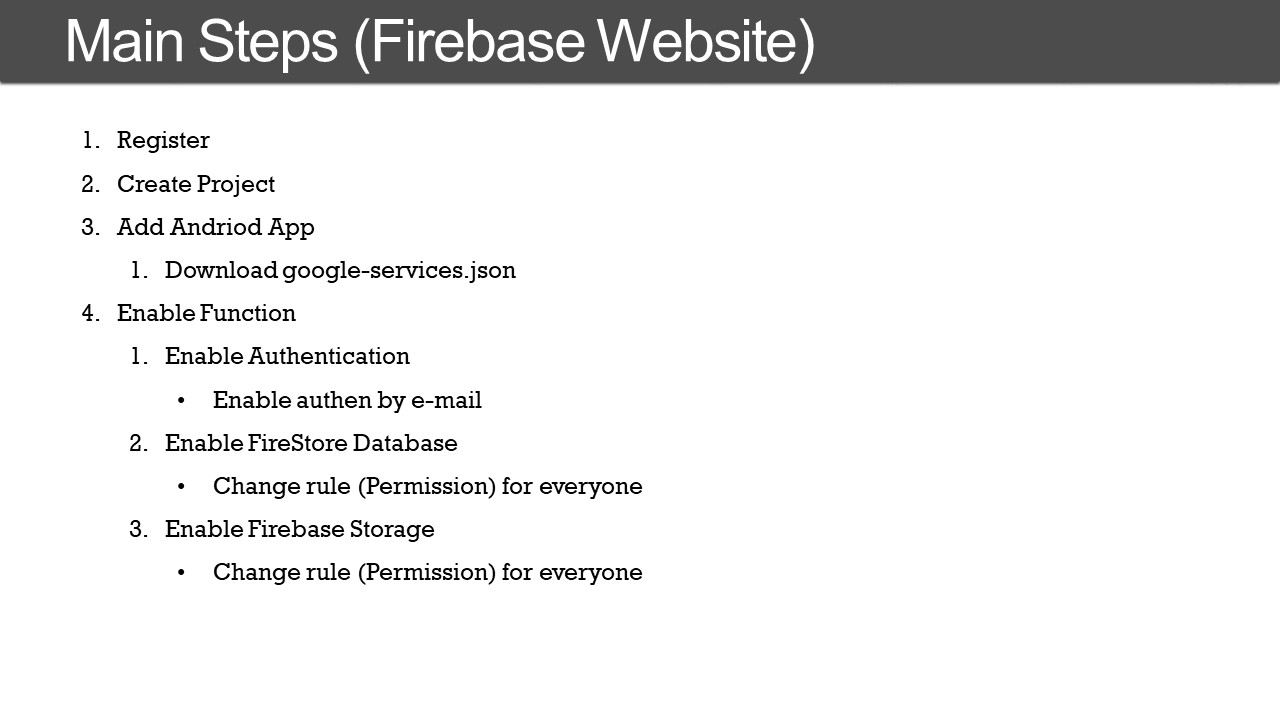 Main Steps (Firebase Website)
1. Register
2. Create Project
3. Add Andriod App
1. Download google-services.json
4. Enable Function
1. Enable Authentication
• Enable authen by e-mail
2. Enable FireStore Database
• Change rule (Permission) for everyone
3. Enable Firebase Storage
• Change rule (Permission) for everyone